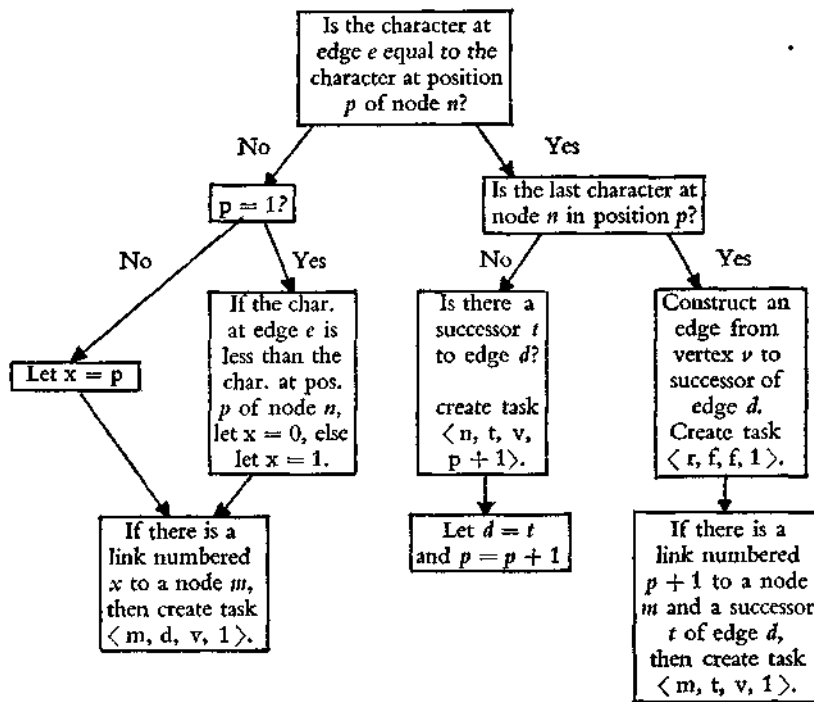 Is the character at
edge e equal to the
character at position
p of node n?
No
Yes
p = 1?
Is the last character at
node n in position p?
No
Yes
No
Yes
Let x = p
If the char.
at edge e is
less than the
char. at pos.
p of node n,
let x = 0, else
let x = 1.
Is there a
successor t
to edge d?
create task
⟨ n, t, v,
p + 1⟩.
Construct an
edge from
vertex v to
successor of
edge d.
Create task
⟨ r, f, f, 1 ⟩.
If there is a
link numbered
x to a node m,
then create task
⟨ m, d, v, 1 ⟩.
Let d = t
and p = p + 1
If there is a
link numbered
p + 1 to a node
m and a successor
t of edge d,
then create task
⟨ m, t, v, 1 ⟩.